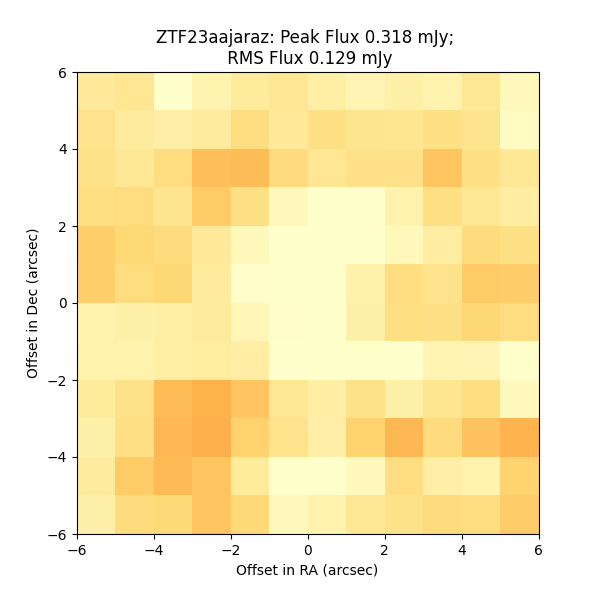 ZTF23aajaraz: Peak Flux 0.318 mJy;
RMS Flux 0.129 mJy
6
4
2
0
−2
−4
−6
Offset in Dec (arcsec)
−6 −4 −2 0 2 4 6
Offset in RA (arcsec)